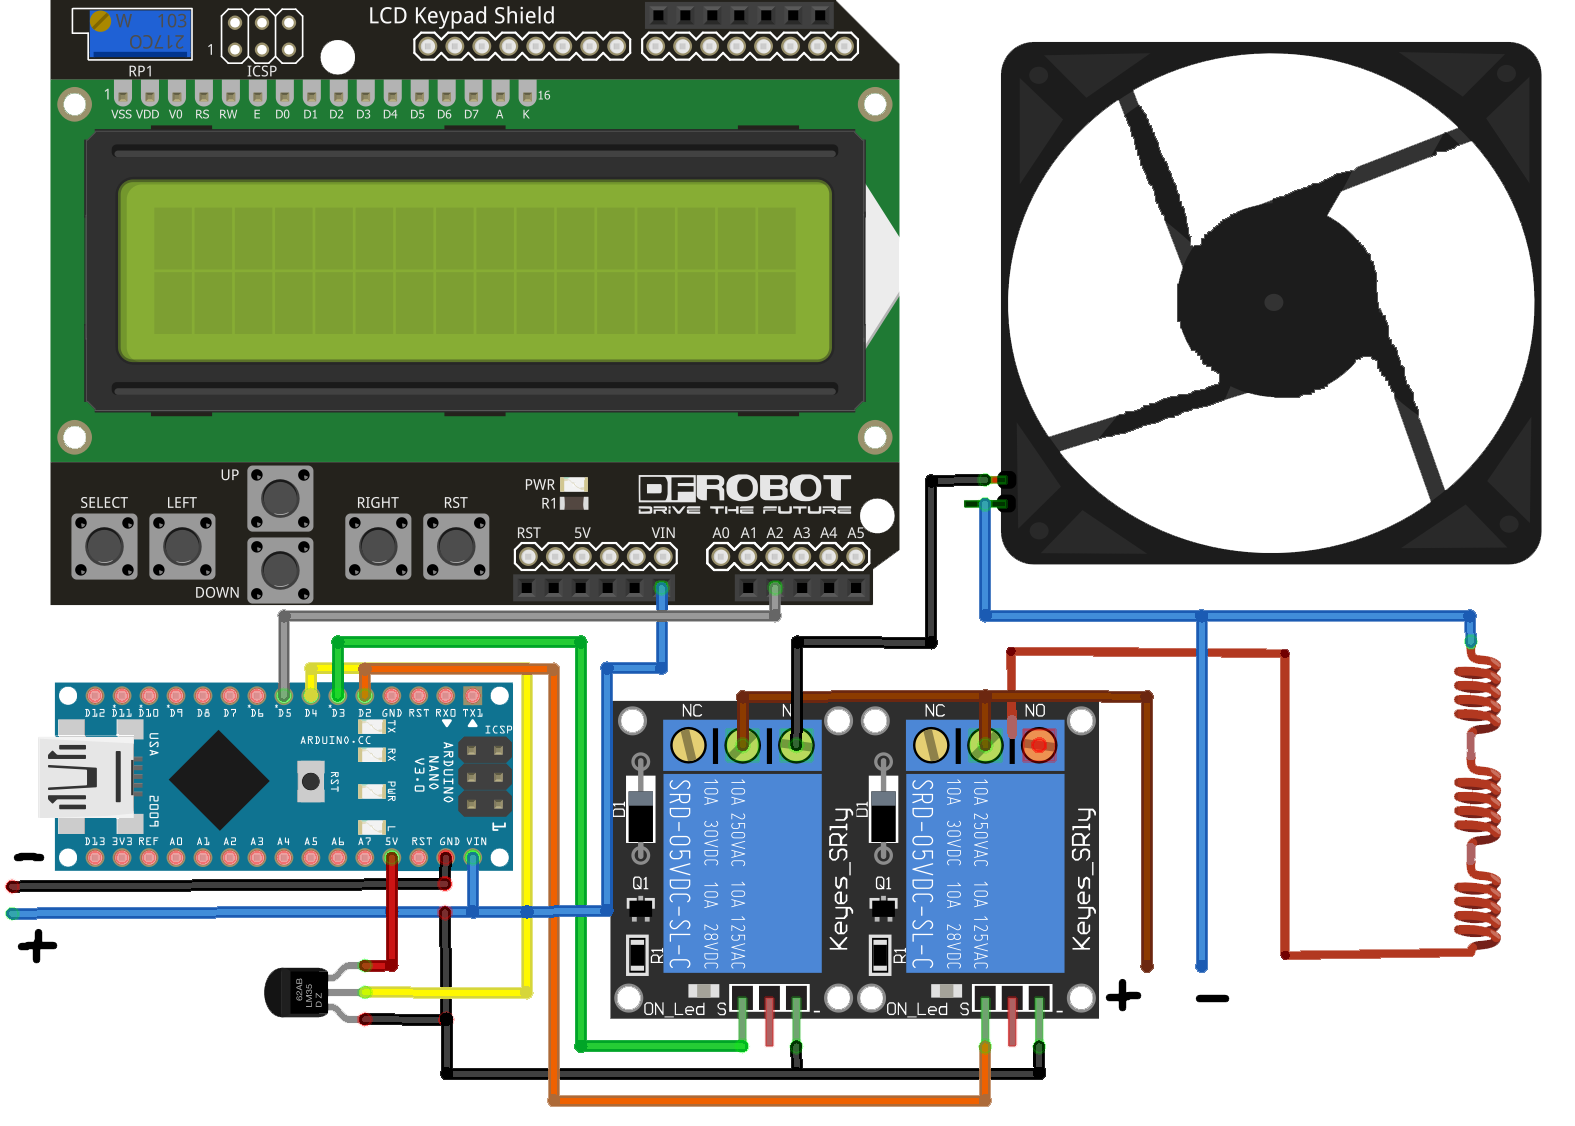 LCD Keypad Shield
W 103
217CO
1
RP1
ICSP
1
16
VSS VDD V0 RS RW E D0 D1 D2 D3 D4 D5 D6 D7 A K
UP
SELECT
LEFT
RIGHT
RST
DOWN
PWR
R1
DFROBOT
DRIVE THE FUTURE
RST 5V VIN
A0 A1 A2 A3 A4 A5
D12 D11 D10 D9 D8 D7 D6 D5 D4 D3 D2 GND RST RX0 TX1
ARDUINO.CC
TX
RX
PWR
L
RST
USA
2009
ICSP
ARDUINO
NANO
V3.0
1
D13 3V3 REF A0 A1 A2 A3 A4 A5 A6 A7 5V RST GND VIN
-
+
62AB
LM35
D Z
NC
N
D1
Q1
R1
SRD-05VDC-SL-C
10A 30VDC 10A 28VDC
10A 250VAC 10A 125VAC
Keyes_SRly
ON_Led S -
NC
NO
D1
Q1
R1
SRD-05VDC-SL-C
10A 30VDC 10A 28VDC
10A 250VAC 10A 125VAC
Keyes_SRly
ON_Led S -
+
-